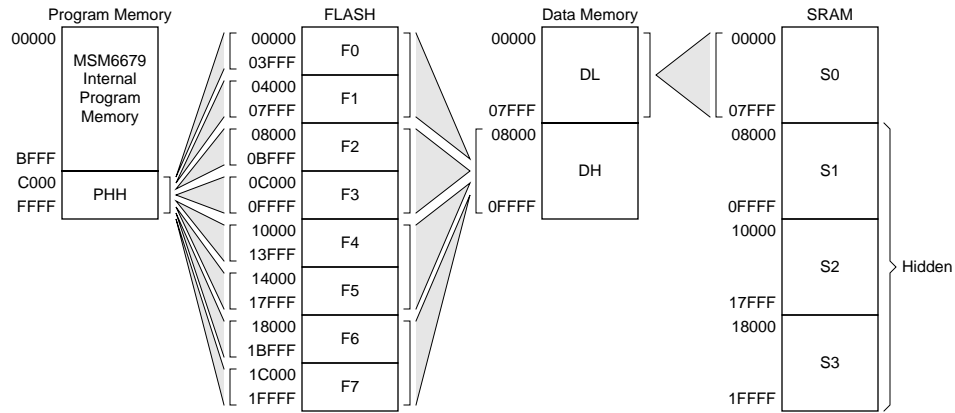 Program Memory
00000
MSM6679
Internal
Program
Memory
BFFF
C000
PHH
FFFF
FLASH
00000
F0
03FFF
04000
F1
07FFF
08000
F2
0BFFF
0C000
F3
0FFFF
10000
F4
13FFF
14000
F5
17FFF
18000
F6
1BFFF
1C000
F7
1FFFF
Data Memory
00000
DL
07FFF
08000
DH
0FFFF
SRAM
00000
S0
07FFF
08000
S1
0FFFF
10000
S2
17FFF
18000
S3
1FFFF
Hidden